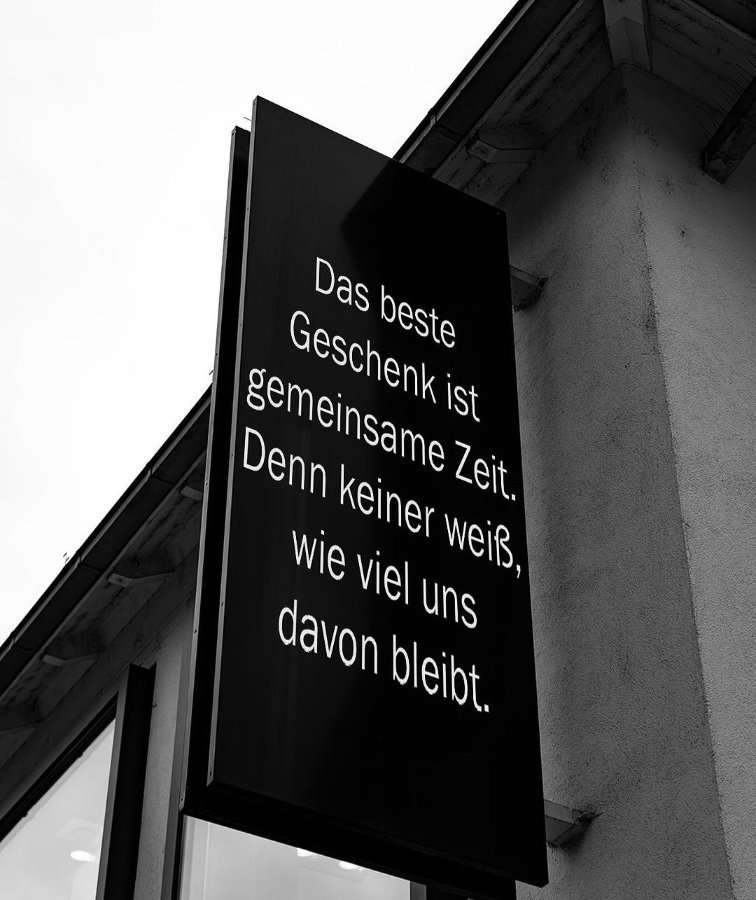 Das beste
Geschenk ist
gemeinsame Zeit.
Denn keiner weiß,
wie viel uns
davon bleibt.